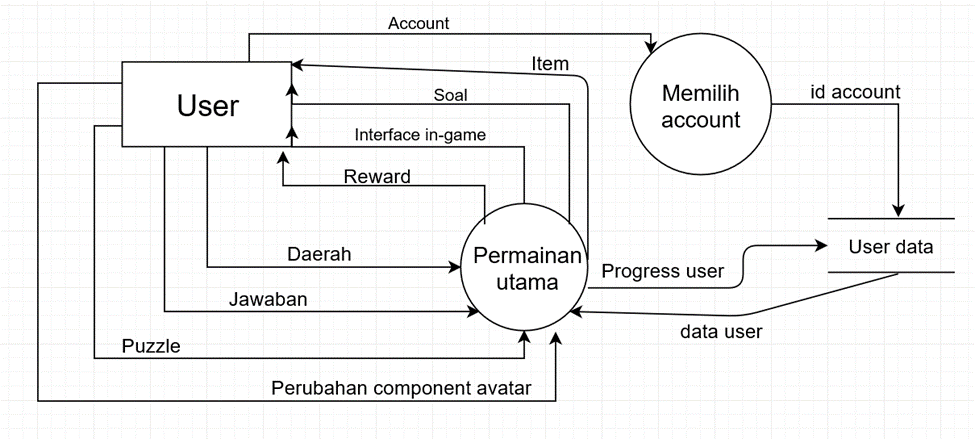 Account
Item
User
Soal
Memilih
account
id account
Interface in-game
Reward
User data
Permainan
utama
Daerah
Progress user
Jawaban
data user
Puzzle
Perubahan component avatar